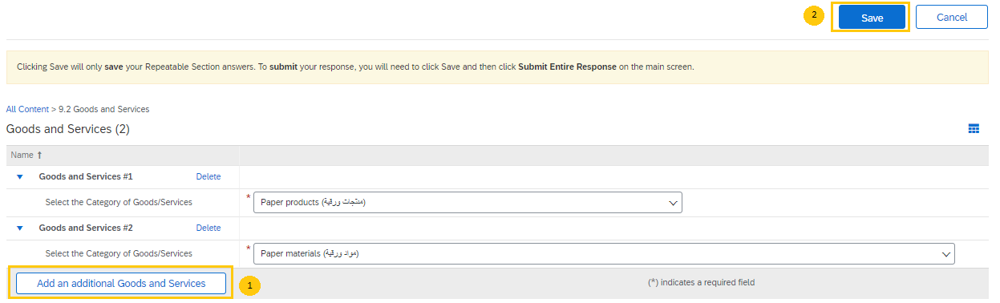 2 Save Cancel
Clicking Save will only save your Repeatable Section answers. To submit your response, you will need to click Save and then click Submit Entire Response on the main screen.
All Content > 9.2 Goods and Services
Goods and Services (2)
Name ↑
Goods and Services #1 Delete
Select the Category of Goods/Services * Paper products (منتجات ورقية)
Goods and Services #2 Delete
Select the Category of Goods/Services * Paper materials (مواد ورقية)
Add an additional Goods and Services 1 (*) indicates a required field